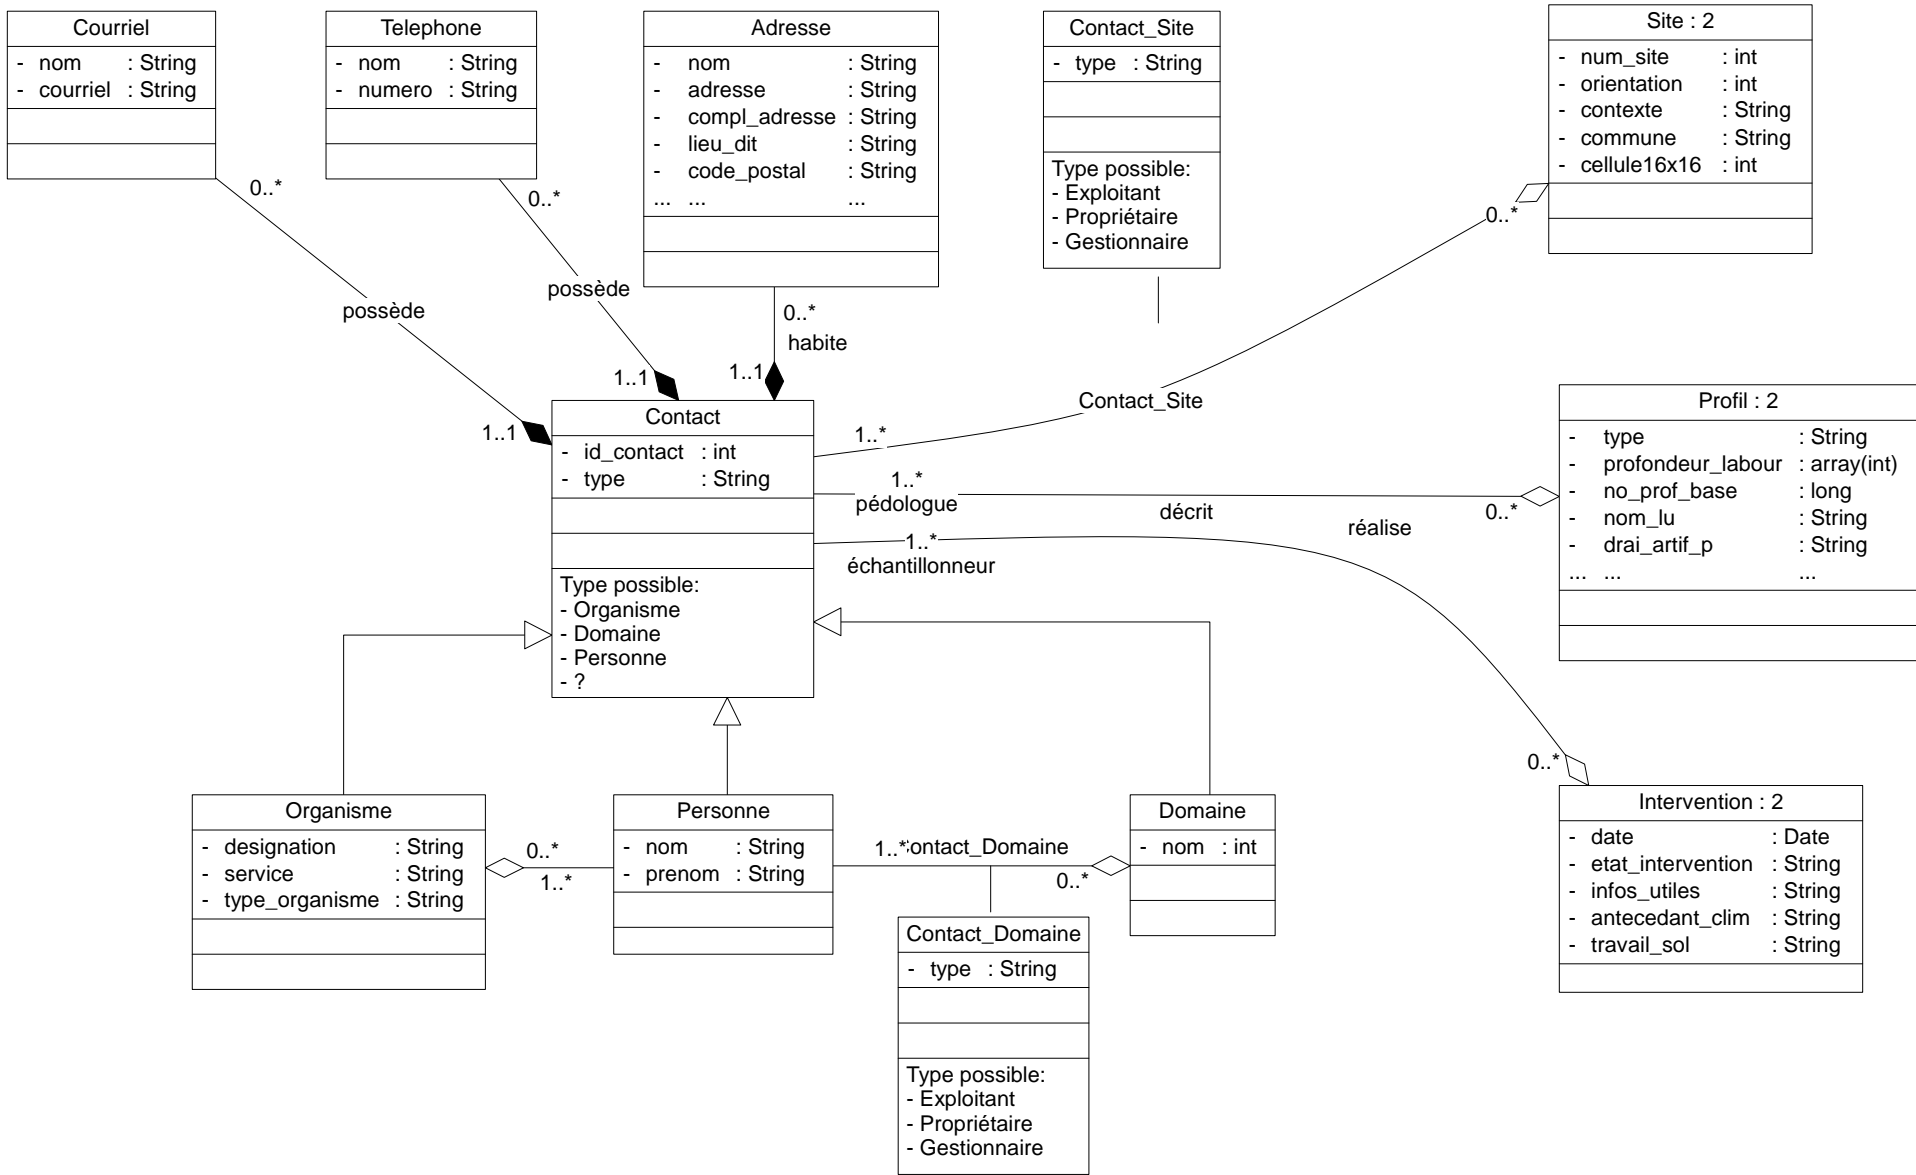 Courriel
- nom : String
- courriel : String
Telephone
- nom : String
- numero : String
Adresse
- nom : String
- adresse : String
- compl_adresse : String
- lieu_dit : String
- code_postal : String
... ... ...
Contact_Site
- type : String
Type possible:
- Exploitant
- Propriétaire
- Gestionnaire
Site : 2
- num_site : int
- orientation : int
- contexte : String
- commune : String
- cellule16x16 : int
0..*
0..*
0..*
0..*
possède
possède
habite
1..1
1..1
1..1
Contact_Site
1..*
Contact
- id_contact : int
- type : String
Type possible:
- Organisme
- Domaine
- Personne
- ?
1..*
pédologue
décrit
0..*
1..*
échantillonneur
réalise
0..*
Profil : 2
- type : String
- profondeur_labour : array(int)
- no_prof_base : long
- nom_lu : String
- drai_artif_p : String
... ... ...
Organisme
- designation : String
- service : String
- type_organisme : String
0..*
1..*
Personne
- nom : String
- prenom : String
1..*
:ontact_Domaine
0..*
Domaine
- nom : int
Contact_Domaine
- type : String
Type possible:
- Exploitant
- Propriétaire
- Gestionnaire
Intervention : 2
- date : Date
- etat_intervention : String
- infos_utiles : String
- antecedant_clim : String
- travail_sol : String